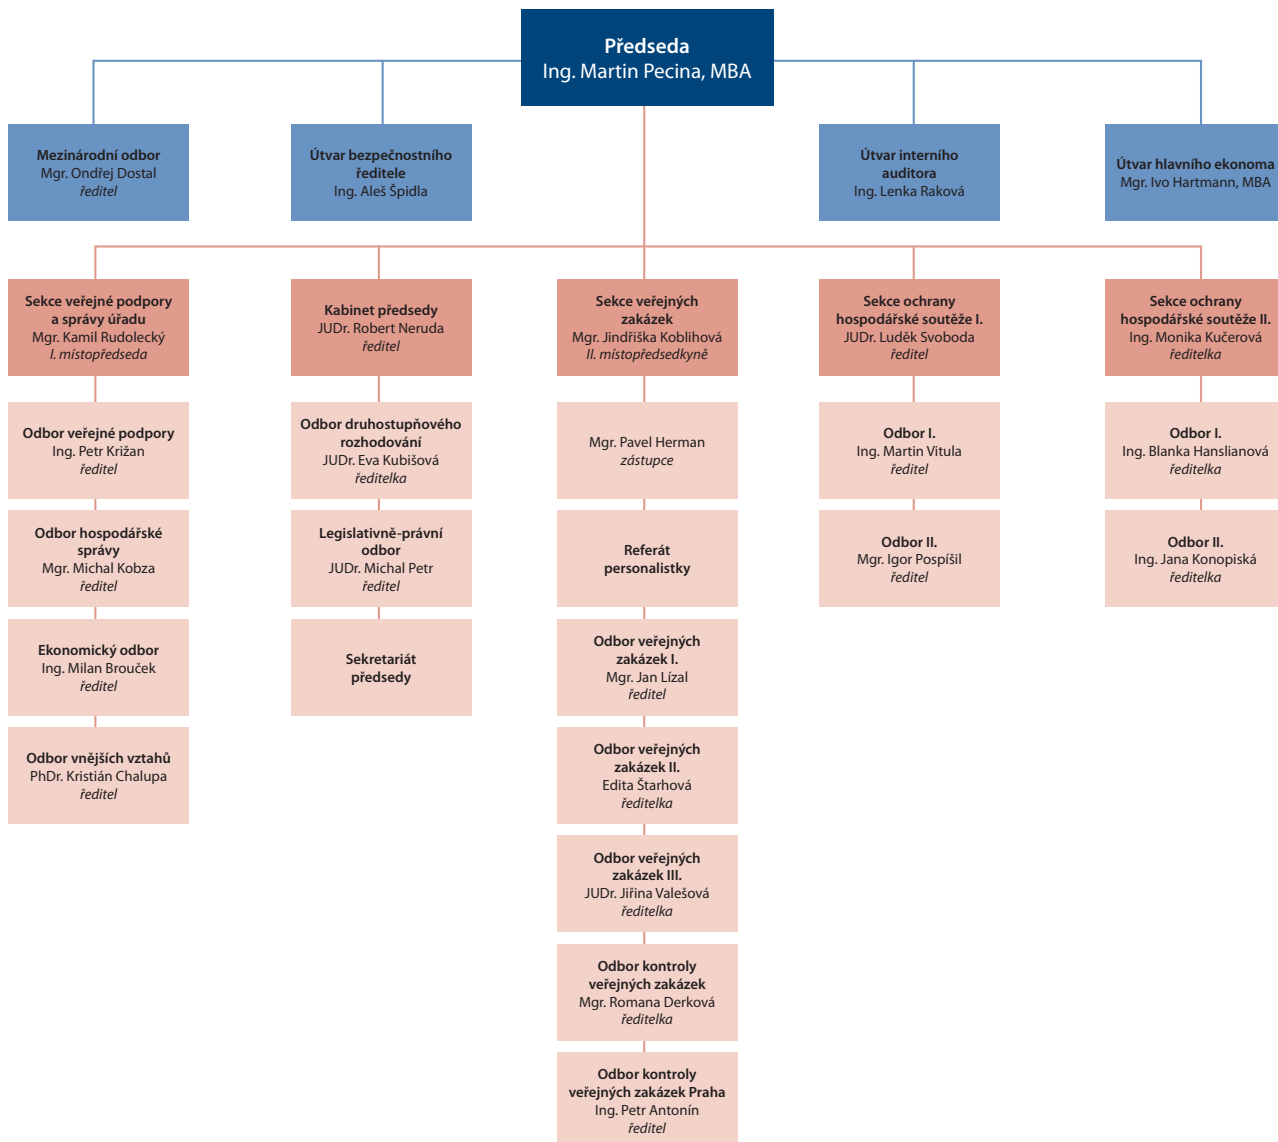 Předseda
Ing. Martin Pecina, MBA
Mezinárodní odbor
Mgr. Ondřej Dostal
ředitel
Útvar bezpečnostního
ředitele
Ing. Aleš Špidla
Útvar interního
auditora
Ing. Lenka Raková
Útvar hlavního ekonoma
Mgr. Ivo Hartmann, MBA
Sekce veřejné podpory
a správy úřadu
Mgr. Kamil Rudolecký
I. místopředseda
Kabinet předsedy
JUDr. Robert Neruda
ředitel
Sekce veřejných
zakázek
Mgr. Jindřiška Koblihová
II. místopředsedkyně
Sekce ochrany
hospodářské soutěže I.
JUDr. Luděk Svoboda
ředitel
Sekce ochrany
hospodářské soutěže II.
Ing. Monika Kučerová
ředitelka
Odbor veřejné podpory
Ing. Petr Križan
ředitel
Odbor druhostupňového
rozhodování
JUDr. Eva Kubišová
ředitelka
Mgr. Pavel Herman
zástupce
Odbor I.
Ing. Martin Vitula
ředitel
Odbor I.
Ing. Blanka Hanslianová
ředitelka
Odbor hospodářské
správy
Mgr. Michal Kobza
ředitel
Legislativně-právní
odbor
JUDr. Michal Petr
ředitel
Referát
personalistky
Odbor II.
Mgr. Igor Pospíšil
ředitel
Odbor II.
Ing. Jana Konopiská
ředitelka
Ekonomický odbor
Ing. Milan Brouček
ředitel
Sekretariát
předsedy
Odbor veřejných
zakázek I.
Mgr. Jan Lízal
ředitel
Odbor vnějších vztahů
PhDr. Kristián Chalupa
ředitel
Odbor veřejných
zakázek II.
Edita Štarhová
ředitelka
Odbor veřejných
zakázek III.
JUDr. Jiřina Valešová
ředitelka
Odbor kontroly
veřejných zakázek
Mgr. Romana Derková
ředitelka
Odbor kontroly
veřejných zakázek Praha
Ing. Petr Antonín
ředitel